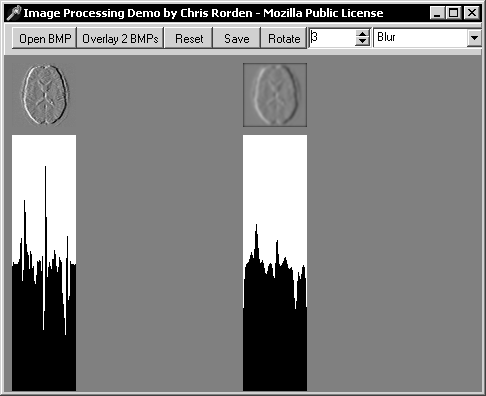 Image Processing Demo by Chris Rorden - Mozilla Public License
Open BMP Overlay 2 BMPs Reset Save Rotate 3 Blur